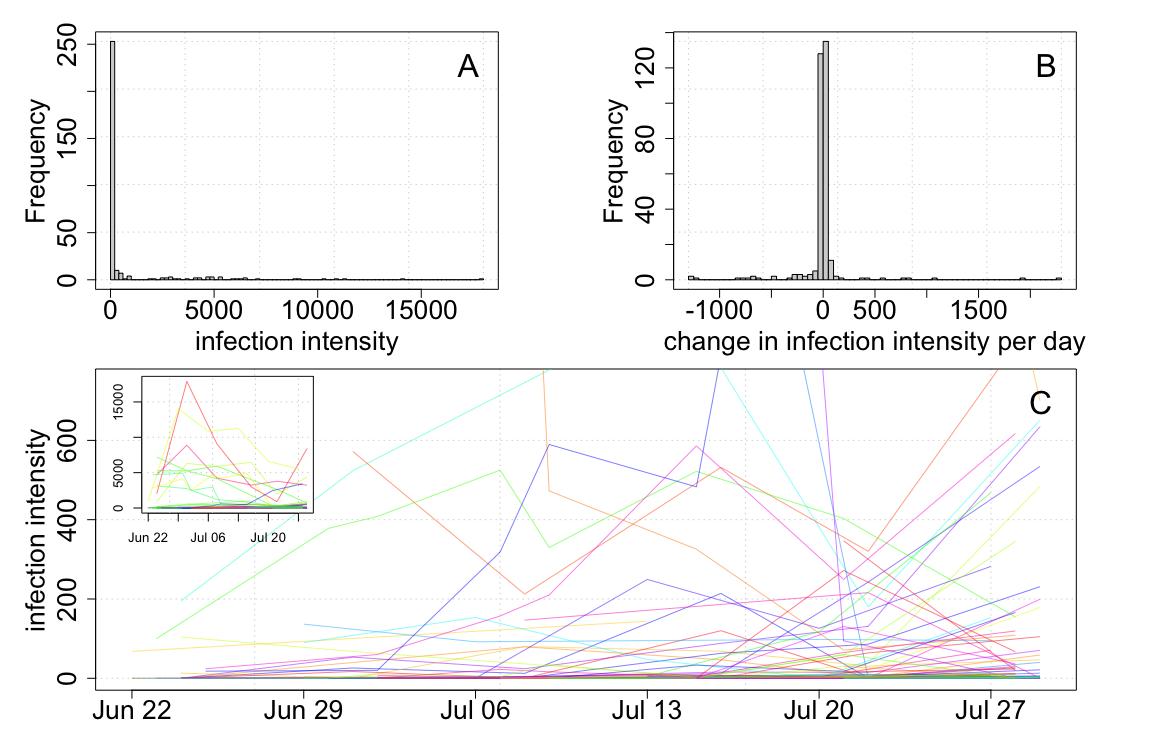 A
Frequency
0 50 150 250
0 5000 10000 15000
infection intensity
B
Frequency
0 40 80 120
-1000 0 500 1500
change in infection intensity per day
C
infection intensity
0 200 400 600
Jun 22 Jun 29 Jul 06 Jul 13 Jul 20 Jul 27
0 5000 15000
Jun 22 Jul 06 Jul 20